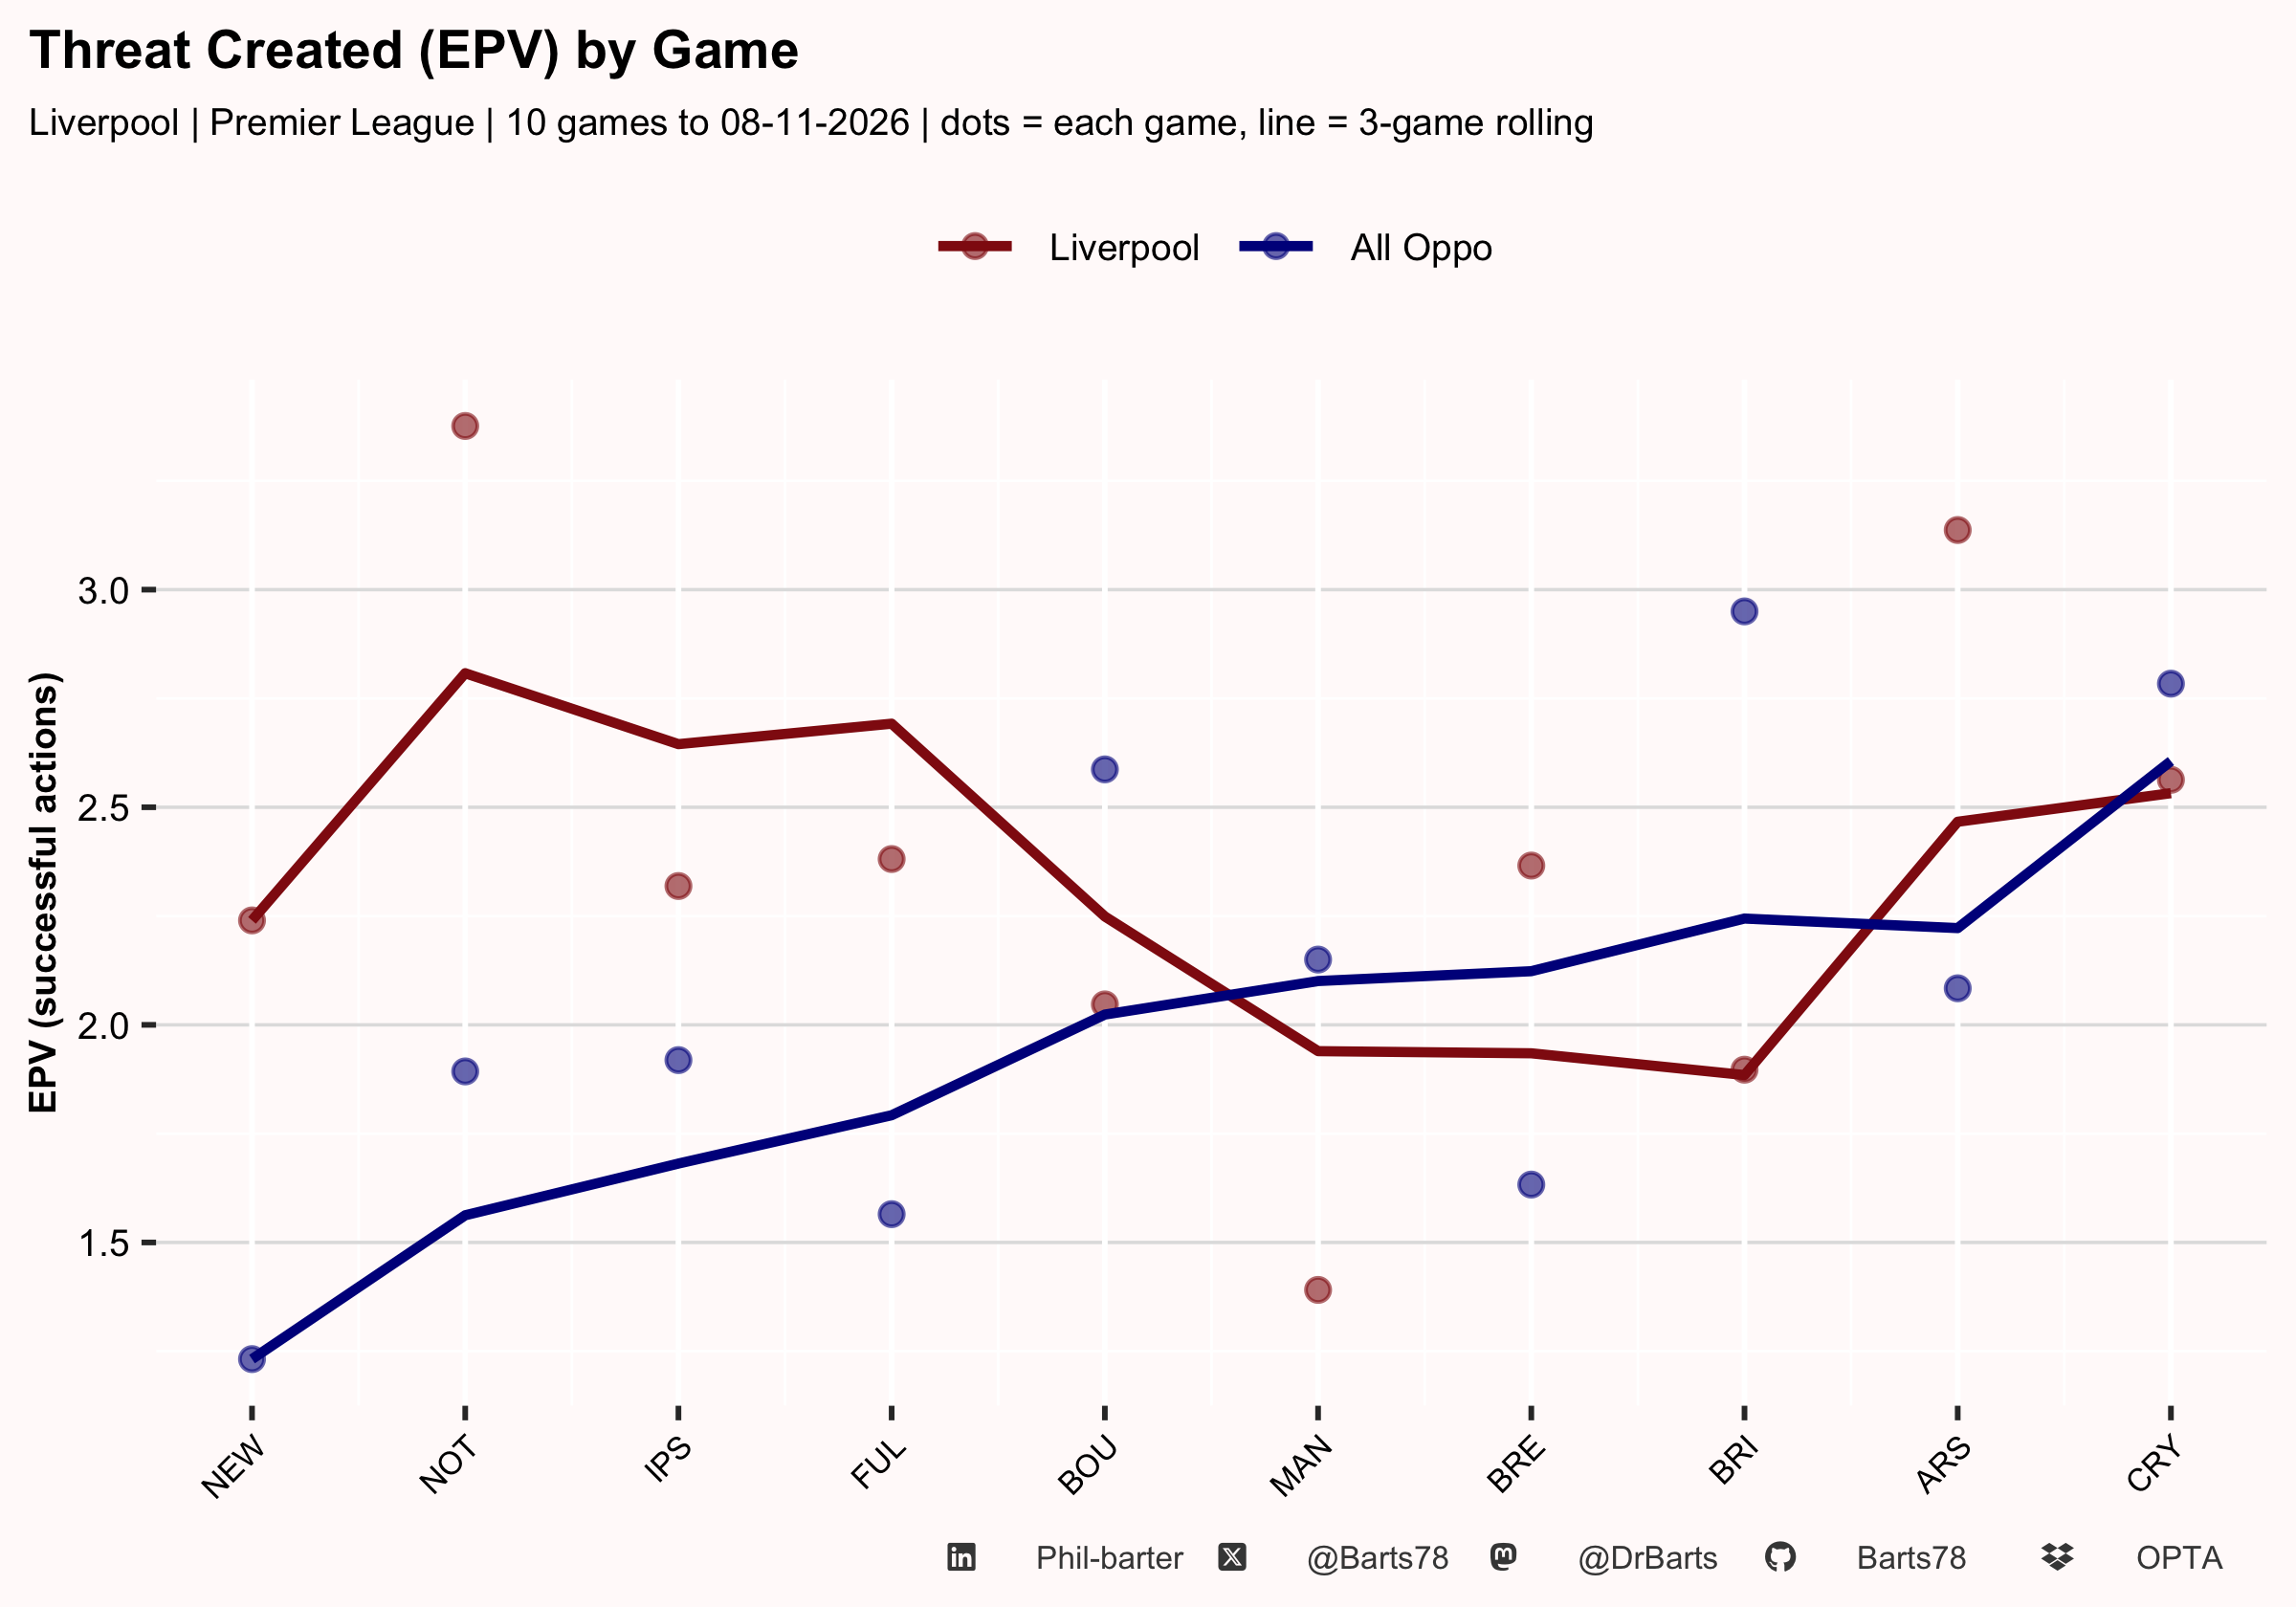 Threat Created (EPV) by Game
Liverpool | Premier League | 10 games to 08-11-2026 | dots = each game, line = 3-game rolling
Liverpool All Oppo
EPV (successful actions)
3.0
2.5
2.0
1.5
NEW NOT IPS FUL BOU MAN BRE BRI ARS CRY
Phil-barter @Barts78 @DrBarts Barts78 OPTA